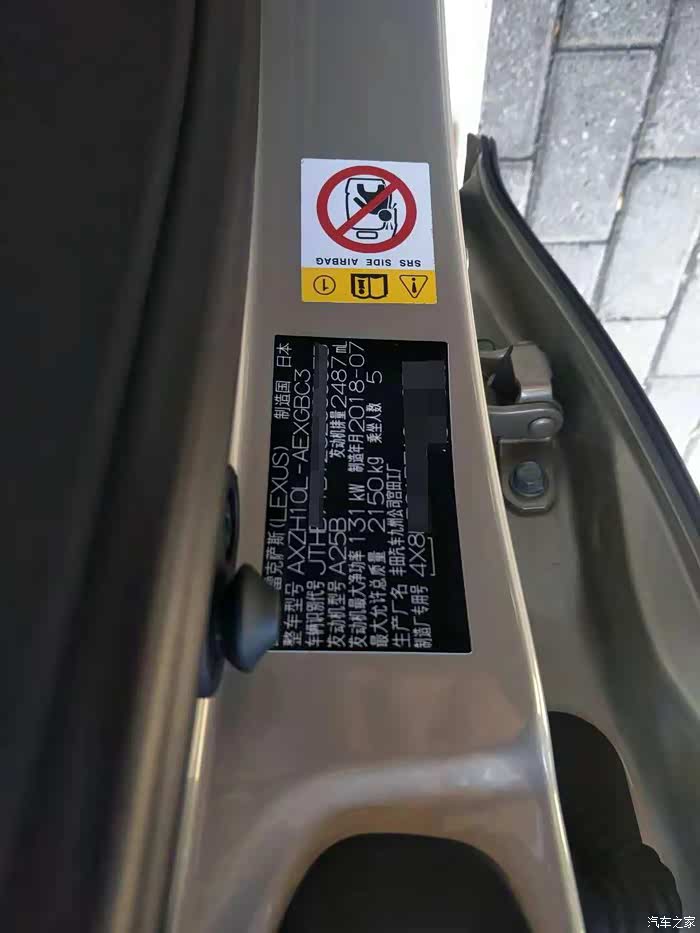 SRS SIDE AIRBAG
1
雷克萨斯(LEXUS) 制造国 日本
整车型号 AXZH10L-AEXGBC3
车辆识别代号 JTH
发动机型号 A25B 发动机排量 2487 mL
发动机最大净功率 131 kW 制造年月 2018-07
最大允许总质量 2150 kg 乘坐人数 5
生产厂名 丰田汽车九州公司宫田工厂
制造厂专用号 4X8
汽车之家